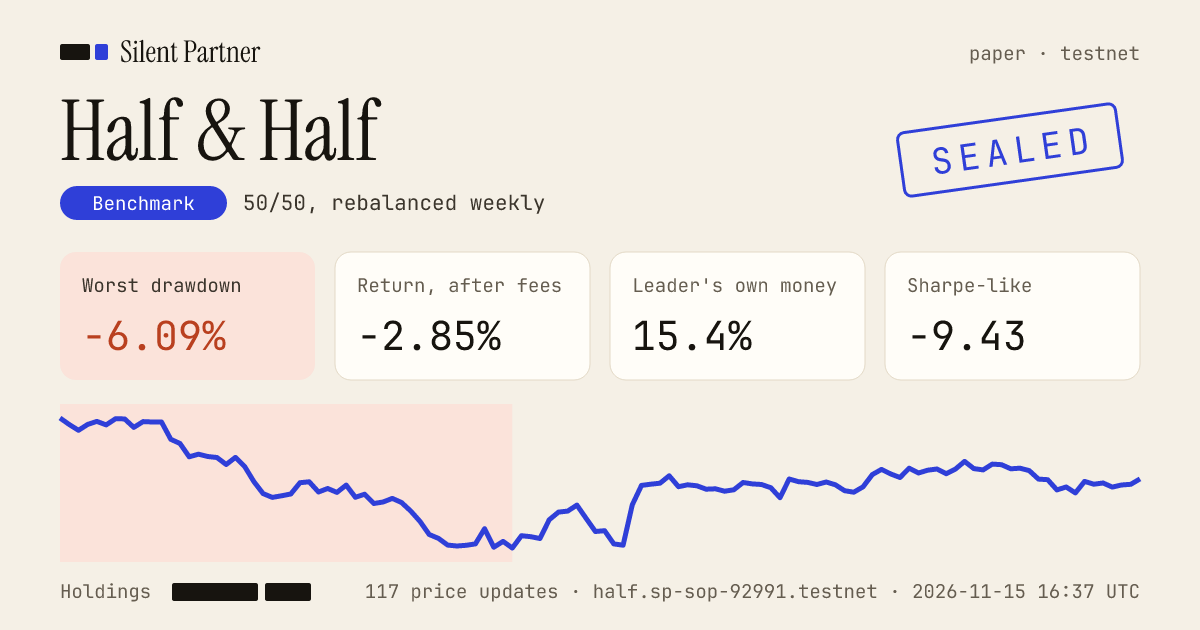 Silent Partner
paper · testnet
Half & Half
SEALED
Benchmark
50/50, rebalanced weekly
Worst drawdown
-6.09%
Return, after fees
-2.85%
Leader's own money
15.4%
Sharpe-like
-9.43
Holdings
117 price updates · half.sp-sop-92991.testnet · 2026-11-15 16:37 UTC